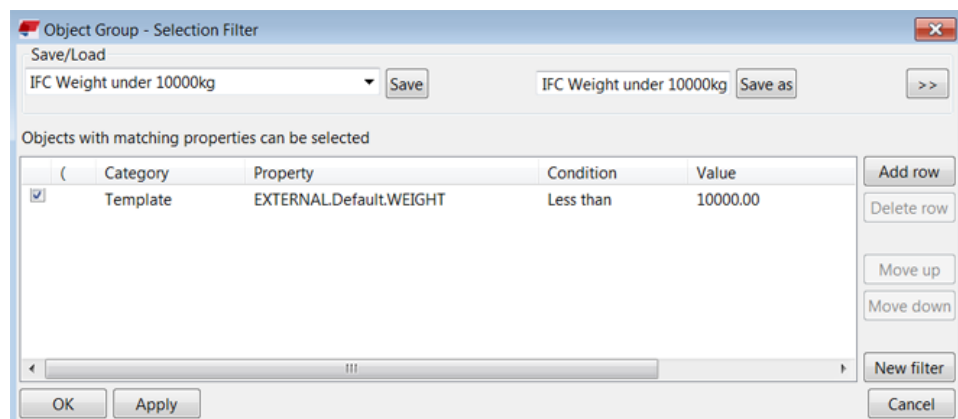 Object Group - Selection Filter
Save/Load
IFC Weight under 10000kg Save IFC Weight under 10000kg Save as >>
Objects with matching properties can be selected
( Category Property Condition Value Add row
Template EXTERNAL.Default.WEIGHT Less than 10000.00
Delete row
Move up
Move down
New filter
OK Apply Cancel